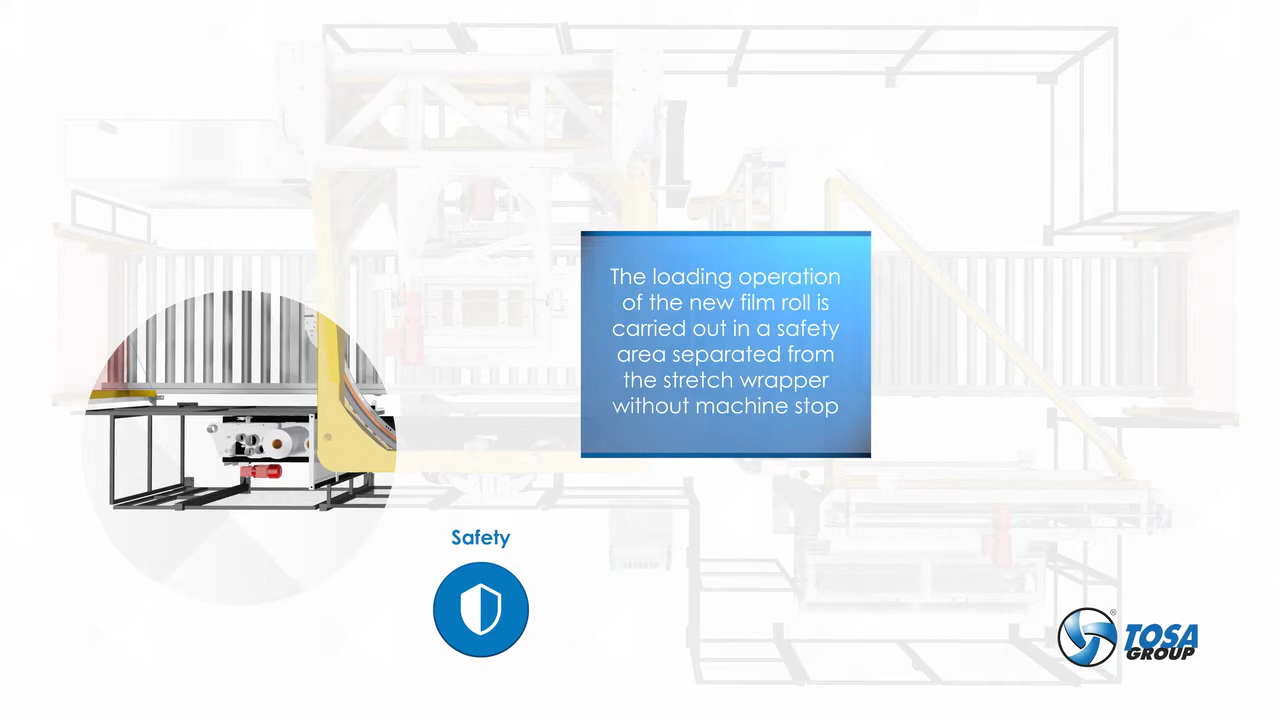 The loading operation
of the new film roll is
carried out in a safety
area separated from
the stretch wrapper
without machine stop
Safety
®
TOSA
GROUP